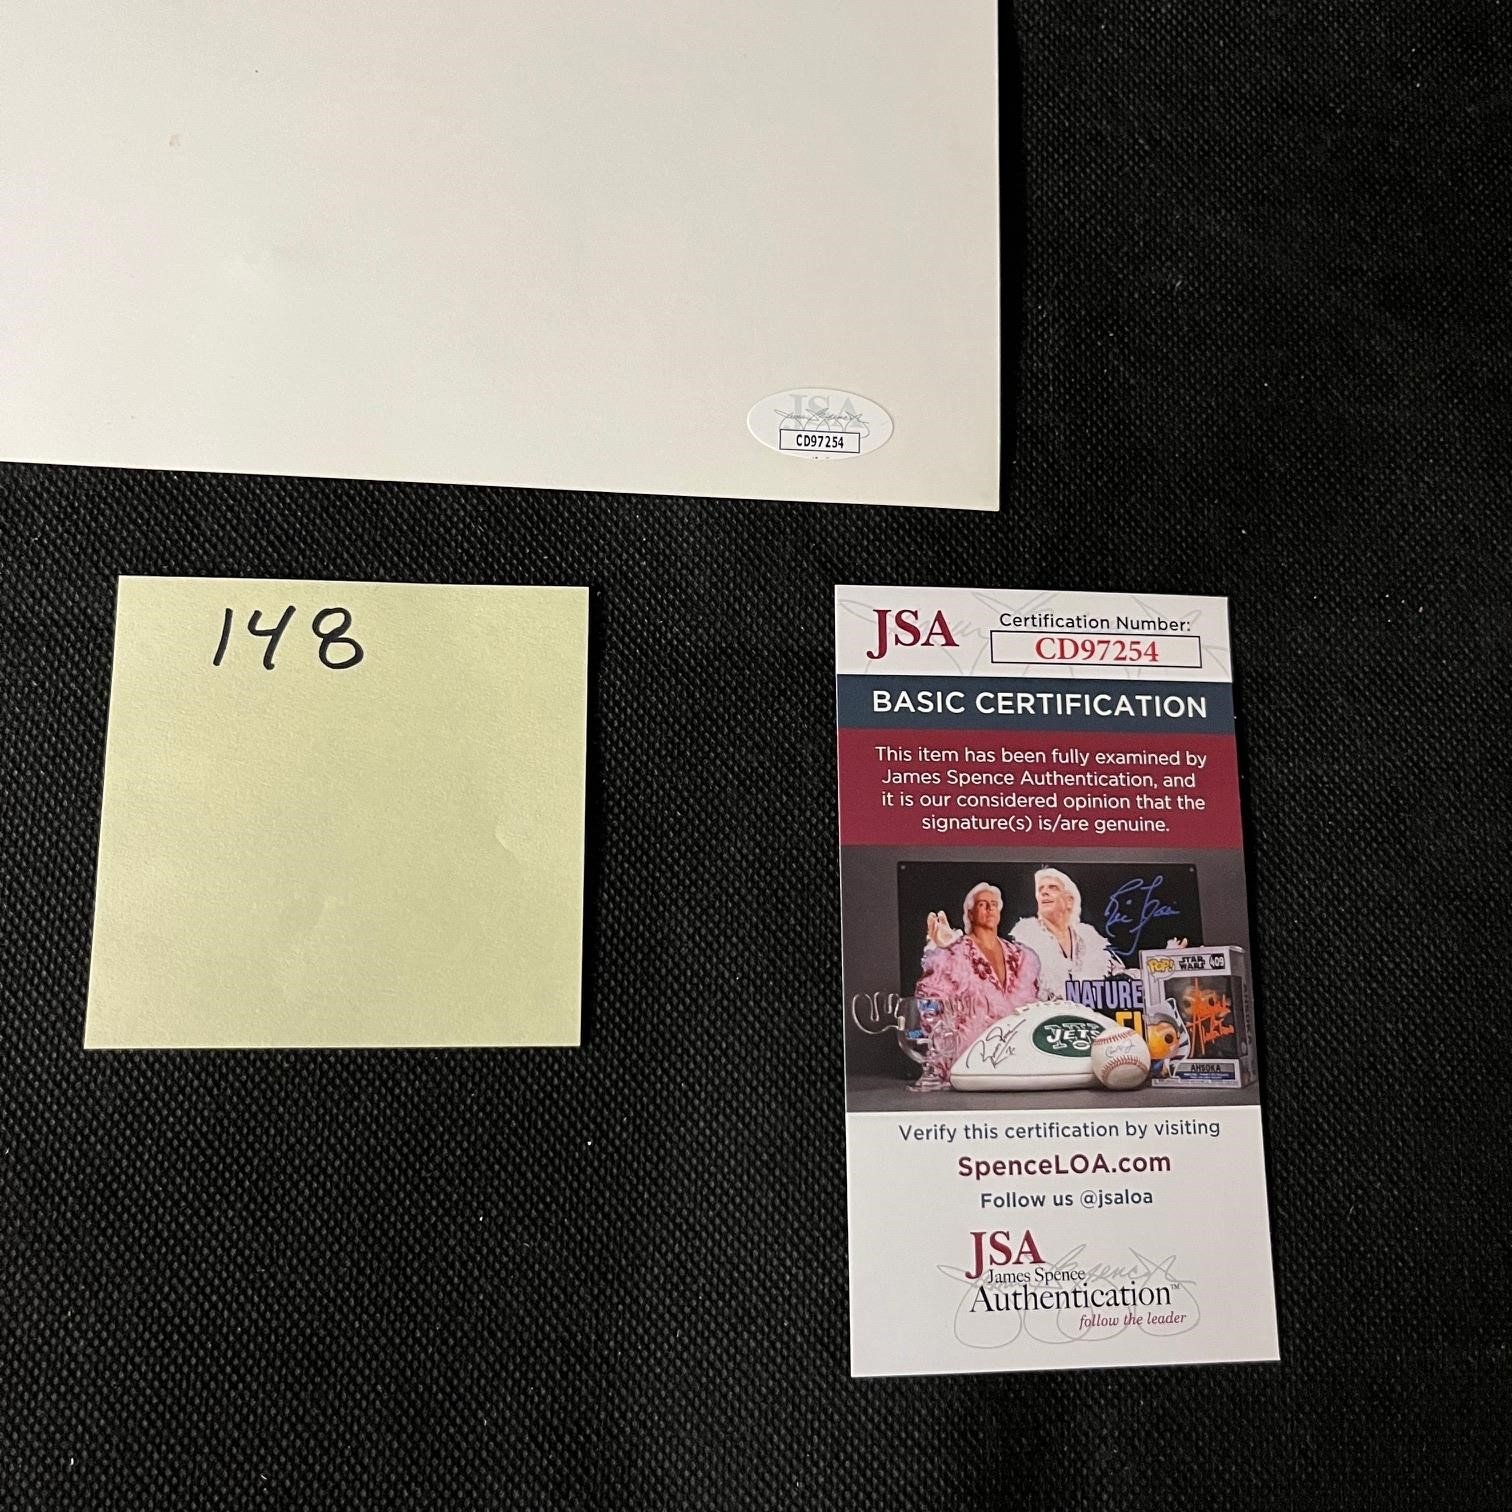 JSA
CD97254
148
JSA
Certification Number:
CD97254
BASIC CERTIFICATION
This item has been fully examined by
James Spence Authentication, and
it is our considered opinion that the
signature(s) is/are genuine.
NATURE
JETS
POP!
STAR WARS
409
AHSOKA
Verify this certification by visiting
SpenceLOA.com
Follow us @jsaloa
JSA
James Spence
Authentication™
follow the leader